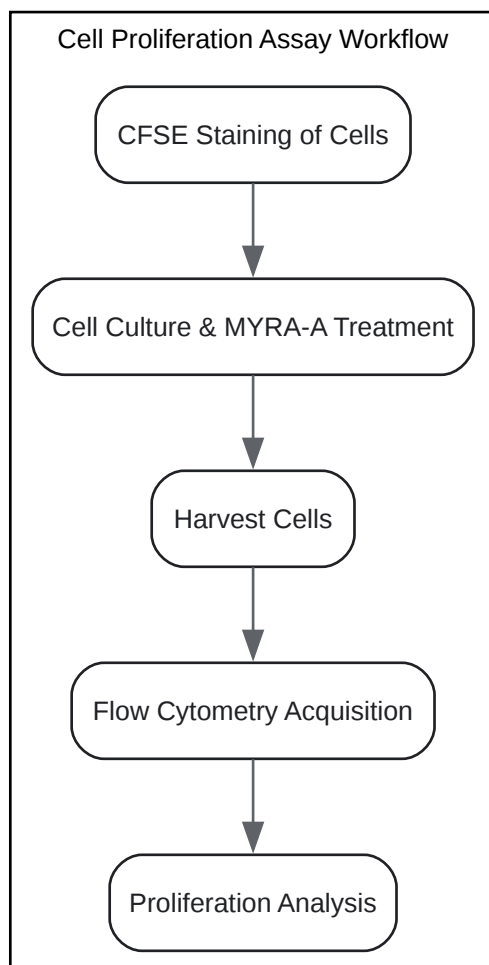 Cell Proliferation Assay Workflow
CFSE Staining of Cells
Cell Culture & MYRA-A Treatment
Harvest Cells
Flow Cytometry Acquisition
Proliferation Analysis